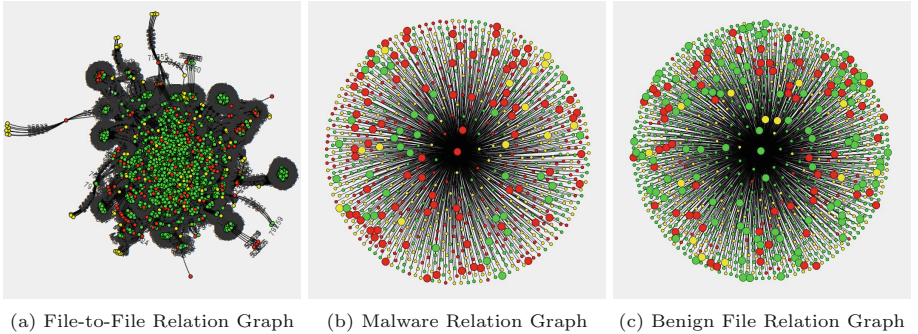 (a) File-to-File Relation Graph
(b) Malware Relation Graph
(c) Benign File Relation Graph